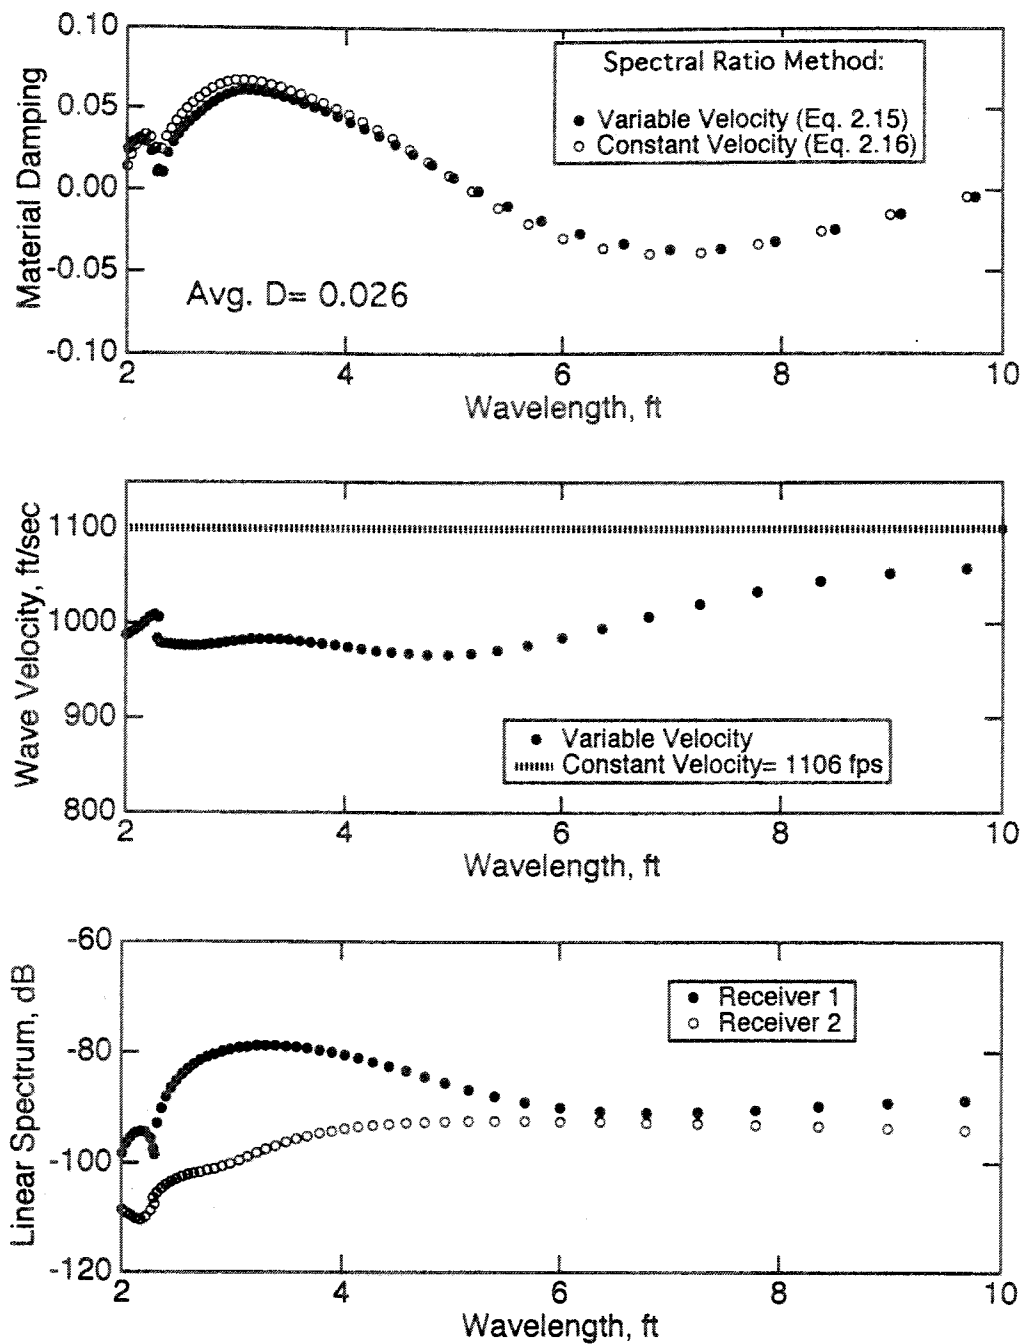 0.10
0.05
0.00
-0.05
-0.10
Material Damping
Spectral Ratio Method:
Variable Velocity (Eq. 2.15)
Constant Velocity (Eq. 2.16)
Avg. D= 0.026
2 4 6 8 10
Wavelength, ft
1100
1000
900
800
Wave Velocity, ft/sec
Variable Velocity
Constant Velocity= 1106 fps
2 4 6 8 10
Wavelength, ft
-60
-80
-100
-120
Linear Spectrum, dB
Receiver 1
Receiver 2
2 4 6 8 10
Wavelength, ft